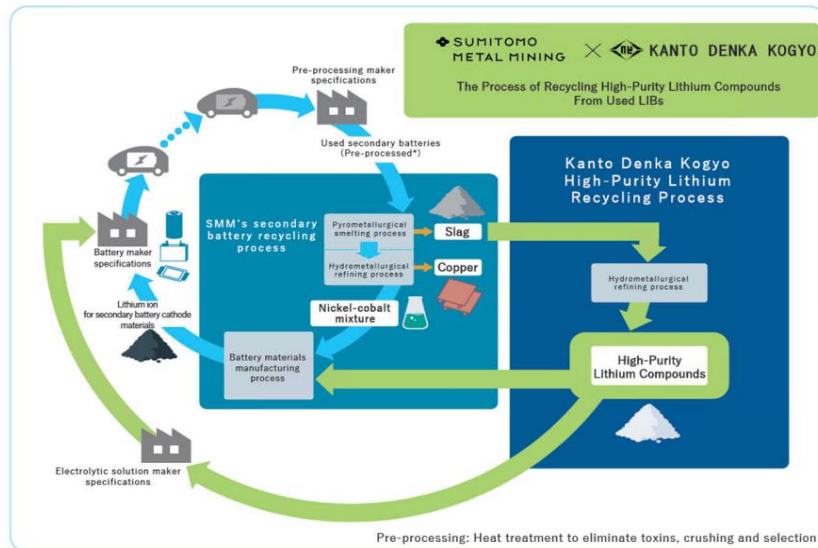 SUMITOMO
METAL MINING
×
KANTO DENKA KOGYO
The Process of Recycling High-Purity Lithium Compounds
From Used LIBs
Pre-processing maker
specifications
Used secondary batteries
(Pre-processed*)
Kanto Denka Kogyo
High-Purity Lithium
Recycling Process
SMM's secondary
battery recycling
process
Pyrometallurgical
smelting process
Slag
Hydrometallurgical
refining process
Copper
Nickel-cobalt
mixture
Battery materials
manufacturing
process
Hydrometallurgical
refining process
High-Purity
Lithium Compounds
Battery maker
specifications
Lithium ion
for secondary battery cathode
materials
Electrolytic solution maker
specifications
Pre-processing: Heat treatment to eliminate toxins, crushing and selection